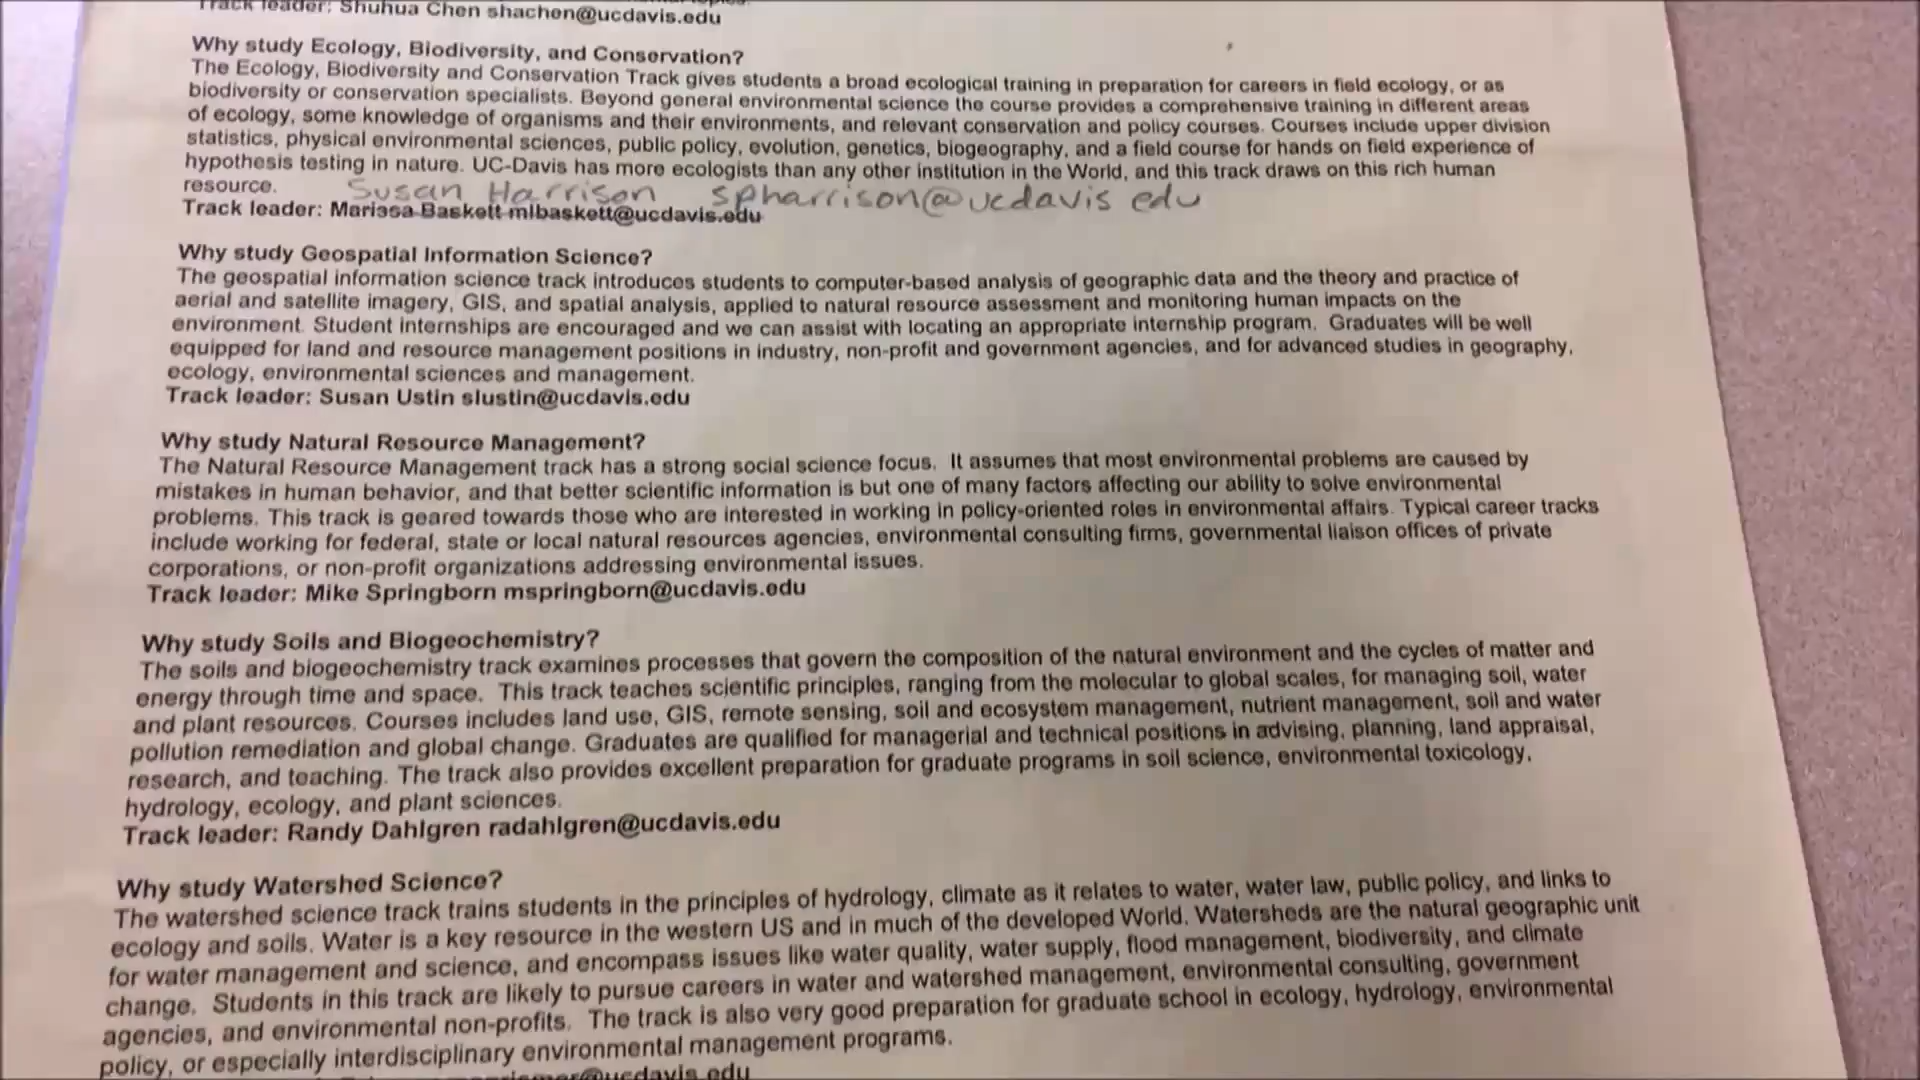 Track leader: Shuhua Chen shachen@ucdavis.edu
Why study Ecology, Biodiversity, and Conservation?
The Ecology, Biodiversity and Conservation Track gives students a broad ecological training in preparation for careers in field ecology, or as
biodiversity or conservation specialists. Beyond general environmental science the course provides a comprehensive training in different areas
of ecology, some knowledge of organisms and their environments, and relevant conservation and policy courses. Courses include upper division
statistics, physical environmental sciences, public policy, evolution, genetics, biogeography, and a field course for hands on field experience of
hypothesis testing in nature. UC-Davis has more ecologists than any other institution in the World, and this track draws on this rich human
resource.
Susan Harrison spharrison@ucdavis edu
Track leader: Marissa Baskett mlbaskett@ucdavis.edu
Why study Geospatial Information Science?
The geospatial information science track introduces students to computer-based analysis of geographic data and the theory and practice of
aerial and satellite imagery, GIS, and spatial analysis, applied to natural resource assessment and monitoring human impacts on the
environment. Student internships are encouraged and we can assist with locating an appropriate internship program. Graduates will be well
equipped for land and resource management positions in industry, non-profit and government agencies, and for advanced studies in geography,
ecology, environmental sciences and management.
Track leader: Susan Ustin slustin@ucdavis.edu
Why study Natural Resource Management?
The Natural Resource Management track has a strong social science focus. It assumes that most environmental problems are caused by
mistakes in human behavior, and that better scientific information is but one of many factors affecting our ability to solve environmental
problems. This track is geared towards those who are interested in working in policy-oriented roles in environmental affairs. Typical career tracks
include working for federal, state or local natural resources agencies, environmental consulting firms, governmental liaison offices of private
corporations, or non-profit organizations addressing environmental issues.
Track leader: Mike Springborn mspringborn@ucdavis.edu
Why study Soils and Biogeochemistry?
The soils and biogeochemistry track examines processes that govern the composition of the natural environment and the cycles of matter and
energy through time and space. This track teaches scientific principles, ranging from the molecular to global scales, for managing soil, water
and plant resources. Courses includes land use, GIS, remote sensing, soil and ecosystem management, nutrient management, soil and water
pollution remediation and global change. Graduates are qualified for managerial and technical positions in advising, planning, land appraisal,
research, and teaching. The track also provides excellent preparation for graduate programs in soil science, environmental toxicology,
hydrology, ecology, and plant sciences.
Track leader: Randy Dahlgren radahlgren@ucdavis.edu
Why study Watershed Science?
The watershed science track trains students in the principles of hydrology, climate as it relates to water, water law, public policy, and links to
ecology and soils. Water is a key resource in the western US and in much of the developed World. Watersheds are the natural geographic unit
for water management and science, and encompass issues like water quality, water supply, flood management, biodiversity, and climate
change. Students in this track are likely to pursue careers in water and watershed management, environmental consulting, government
agencies, and environmental non-profits. The track is also very good preparation for graduate school in ecology, hydrology, environmental
policy, or especially interdisciplinary environmental management programs.